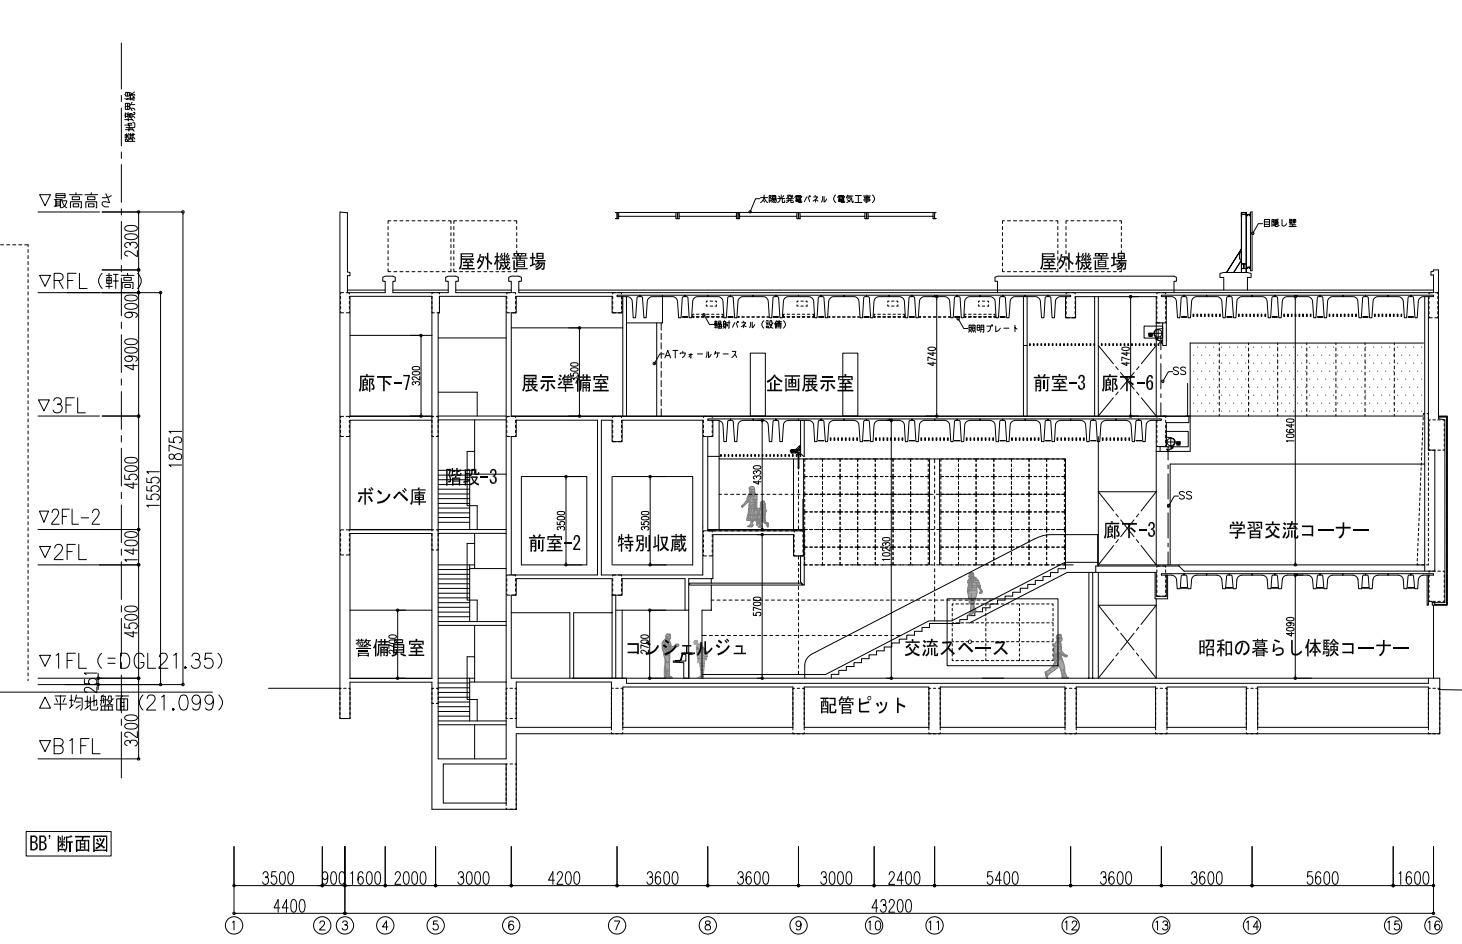 隣地境界線
▽最高高さ
太陽光発電パネル（電気工事）
2300
屋外機置場
屋外機置場
目隠し壁
▽RFL（軒高）
900
輻射パネル（設備）
照明プレート
4900
ATウォールケース
廊下-7
3200
展示準備室
企画展示室
4740
前室-3
廊下-6
4740
SS
▽3FL
18751
15551
4500
階段-3
ボンベ庫
4330
10230
10640
SS
▽2FL-2
3500
前室-2
3500
特別収蔵
廊下-3
学習交流コーナー
▽2FL
1400
4500
5700
4090
警備員室
2700
コンシェルジュ
交流スペース
昭和の暮らし体験コーナー
▽1FL（=DGL21.35）
251
△平均地盤面（21.099）
配管ピット
3200
▽B1FL
BB' 断面図
3500 900 1600 2000 3000 4200 3600 3600 3000 2400 5400 3600 3600 5600 1600
4400 43200
① ② ③ ④ ⑤ ⑥ ⑦ ⑧ ⑨ ⑩ ⑪ ⑫ ⑬ ⑭ ⑮ ⑯